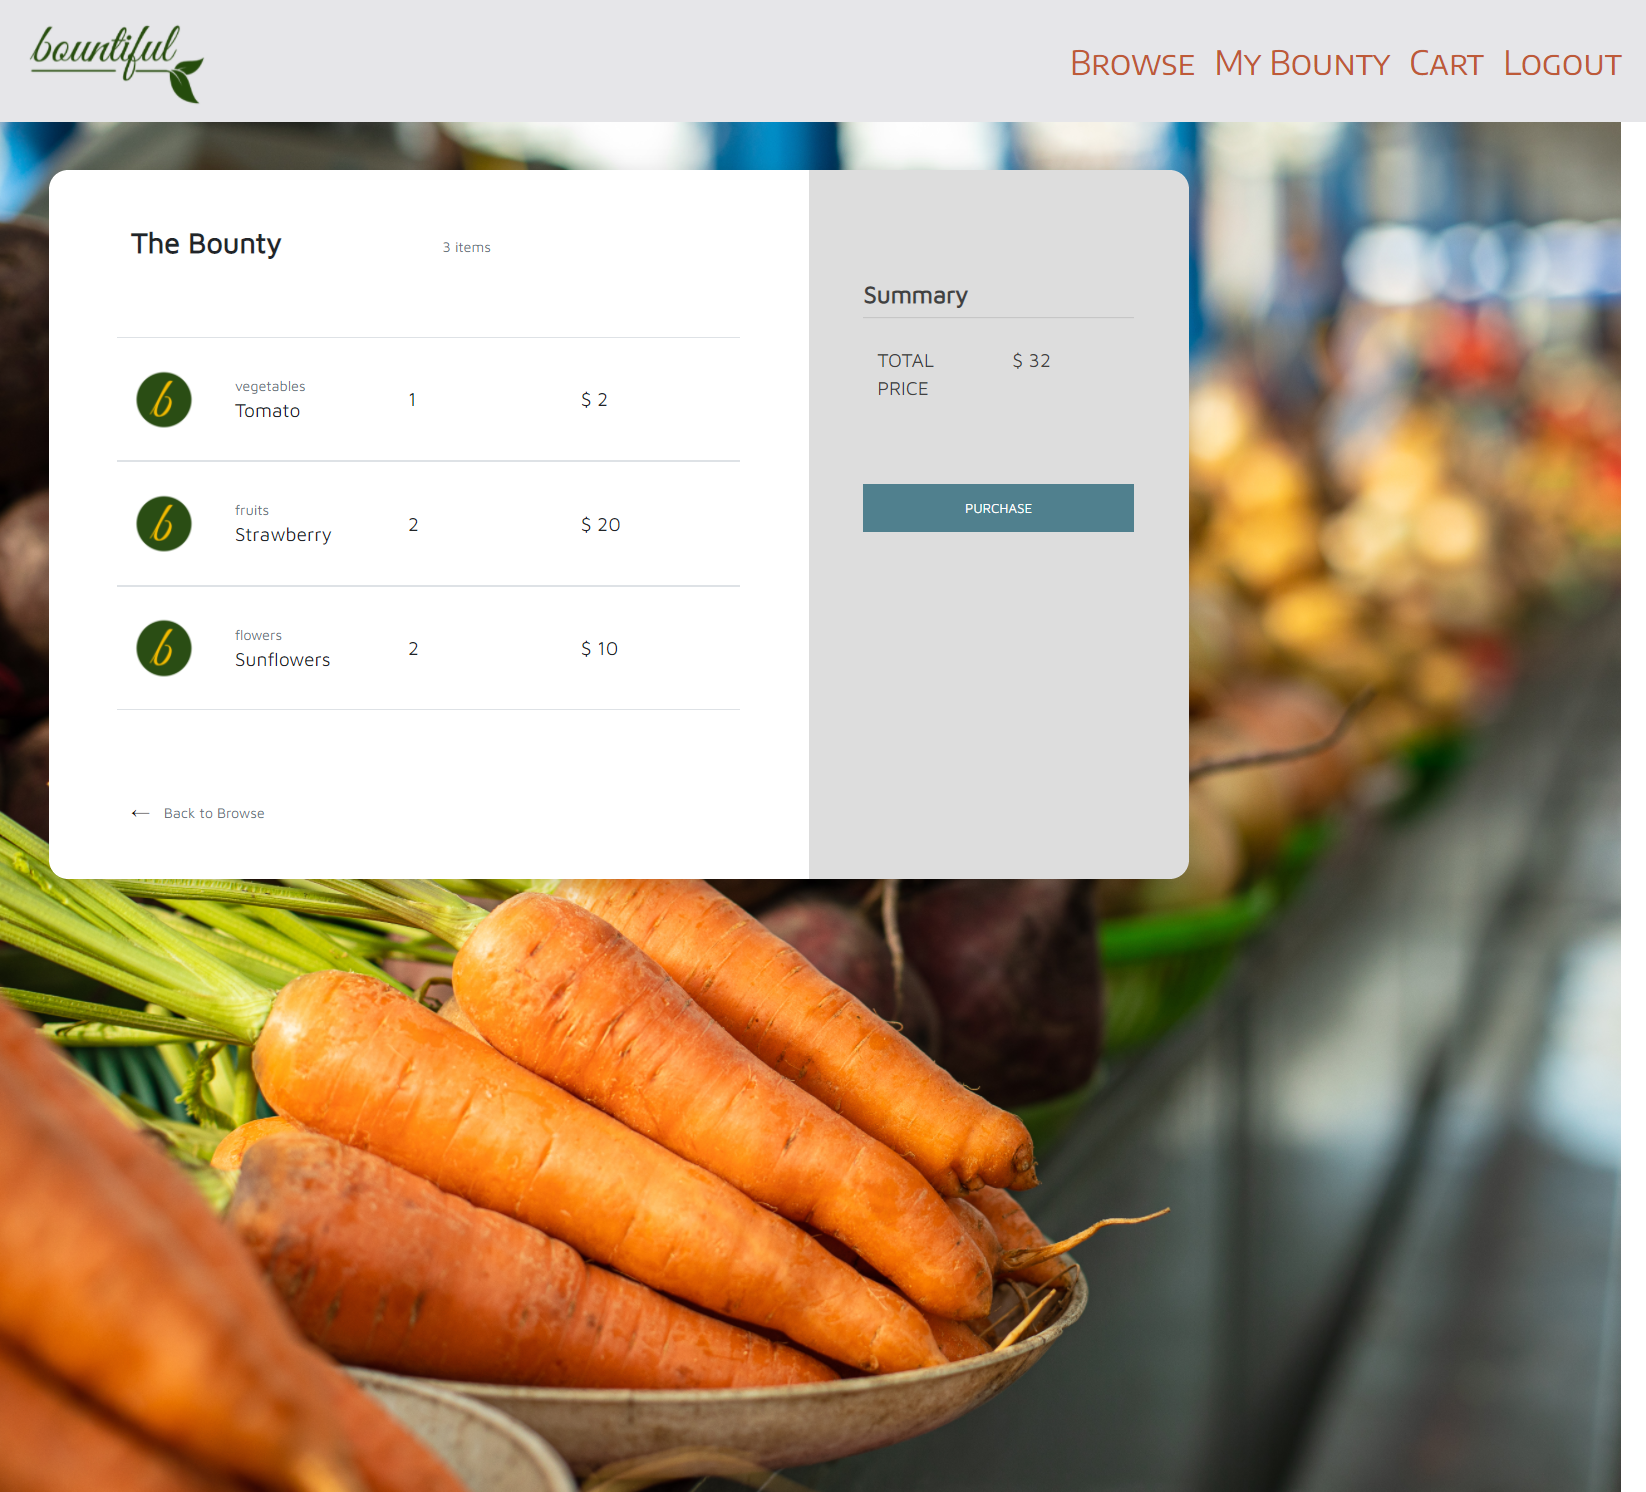 bountiful
Browse My Bounty Cart Logout
The Bounty
3 items
Summary
TOTAL PRICE
$ 32
b
vegetables
Tomato
1
$ 2
PURCHASE
b
fruits
Strawberry
2
$ 20
b
flowers
Sunflowers
2
$ 10
← Back to Browse